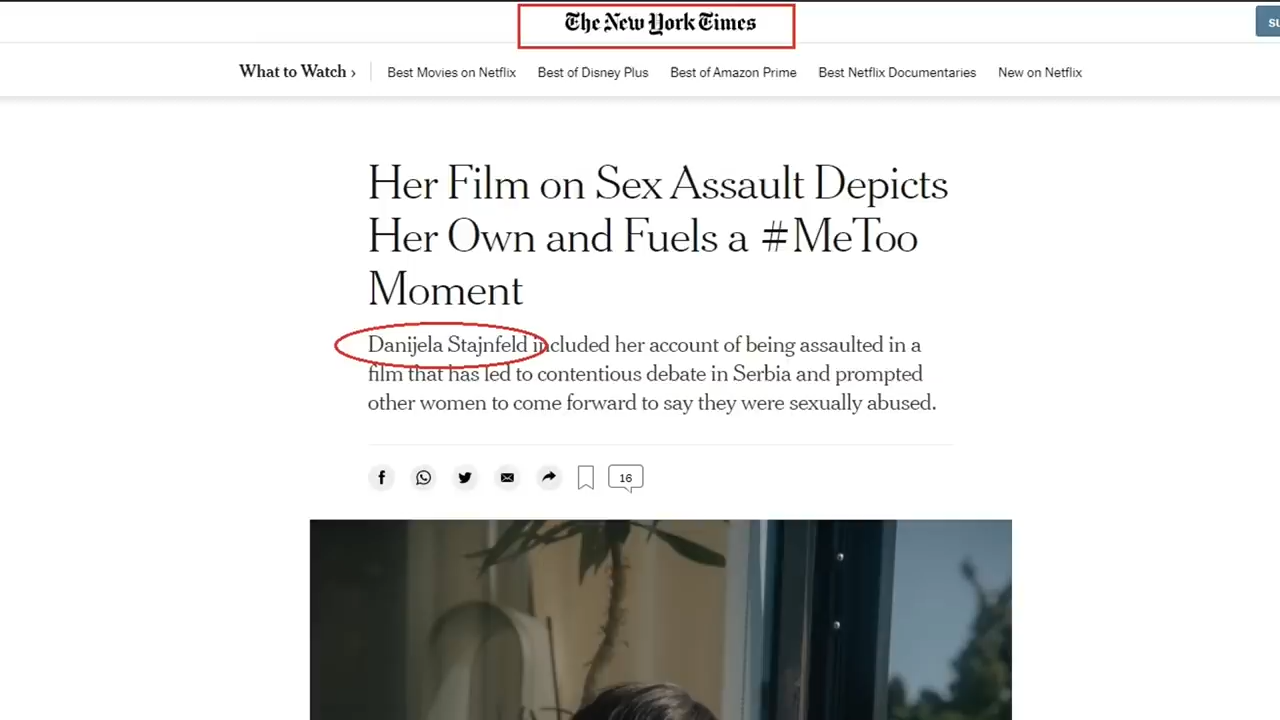 The New York Times
SU
What to Watch › Best Movies on Netflix Best of Disney Plus Best of Amazon Prime Best Netflix Documentaries New on Netflix
Her Film on Sex Assault Depicts
Her Own and Fuels a #MeToo
Moment
Danijela Stajnfeld included her account of being assaulted in a
film that has led to contentious debate in Serbia and prompted
other women to come forward to say they were sexually abused.
16